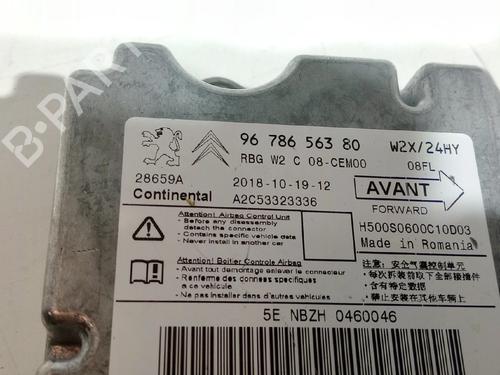 B-PARTS
96 786 563 80
W2X/24HY
RBG W2 C 08-CEM00
08FL
28659A
2018-10-19-12
AVANT
Continental
A2C53323336
FORWARD
Attention! Airbag Control Unit
- Before any disassembly detach the connector
- Contains specific vehicle data
- Never install in another car
H500S0600C10D03
Made in Romania
Attention! Boîtier Contrôle Airbag
- Avant tout demontage enlever le connecteur
- Renferme des données spécifiques a ce véhicule
- Ne pas installer dans d'autres véhicules
注意：安全气囊控制单元
• 每次拆装前取下全部接插件
• 含有特定车型数据
• 禁止安装在其他车辆上
5E NBZH 0460046